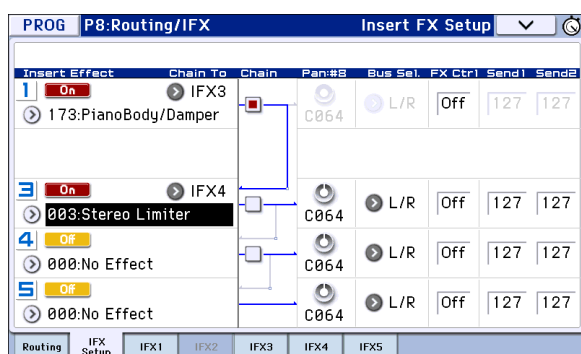 PROG P8:Routing/IFX Insert FX Setup
Insert Effect Chain To Chain Pan:#8 Bus Sel. FX Ctrl Send1 Send2
1 On IFX3 C064 L/R Off 127 127
173:PianoBody/Damper
3 On IFX4 C064 L/R Off 127 127
003:Stereo Limiter
4 Off C064 L/R Off 127 127
000:No Effect
5 Off C064 L/R Off 127 127
000:No Effect
Routing IFX Setup IFX1 IFX2 IFX3 IFX4 IFX5